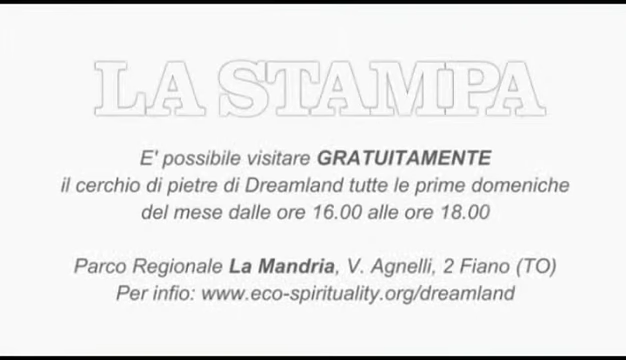 LA STAMPA
E' possibile visitare GRATUITAMENTE
il cerchio di pietre di Dreamland tutte le prime domeniche
del mese dalle ore 16.00 alle ore 18.00
Parco Regionale La Mandria, V. Agnelli, 2 Fiano (TO)
Per infio: www.eco-spirituality.org/dreamland